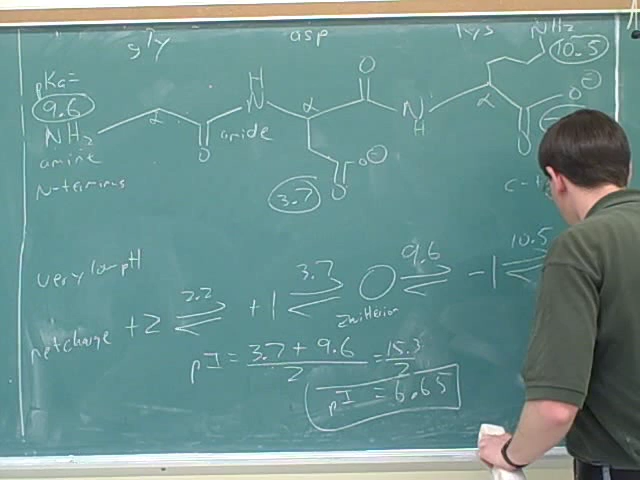 gly asp lys
NH2
10.5
pKa=
9.6
H
N
O
NH2
α
O
amide
α
N
H
α
O⊖
O
amine
N-terminus
3.7
O⊖
O
C-
very low pH
net charge +2 ⇌ 2.2 +1 ⇌ 3.7 0 ⇌ 9.6 -1 ⇌ 10.5
Zwitterion
pI = 3.7 + 9.6 / 2 = 15.3 / 2
pI = 6.65